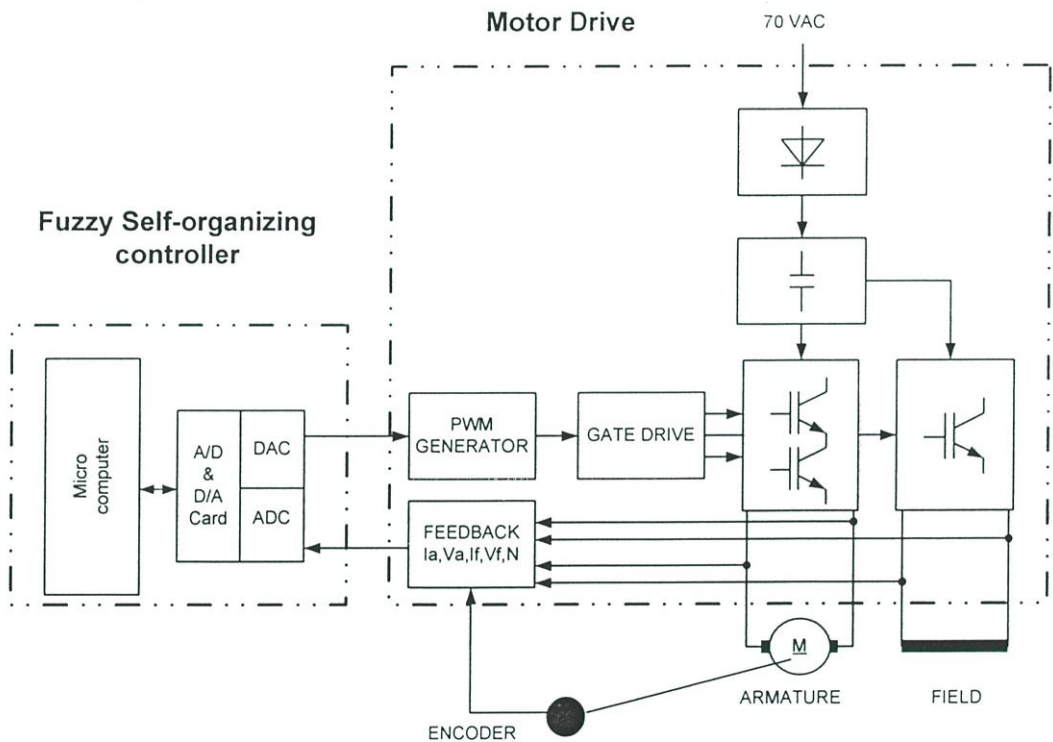 Motor Drive
70 VAC
Fuzzy Self-organizing
controller
Micro
computer
A/D
&
D/A
Card
DAC
ADC
PWM
GENERATOR
GATE DRIVE
FEEDBACK
Ia,Va,If,Vf,N
M
ARMATURE
FIELD
ENCODER